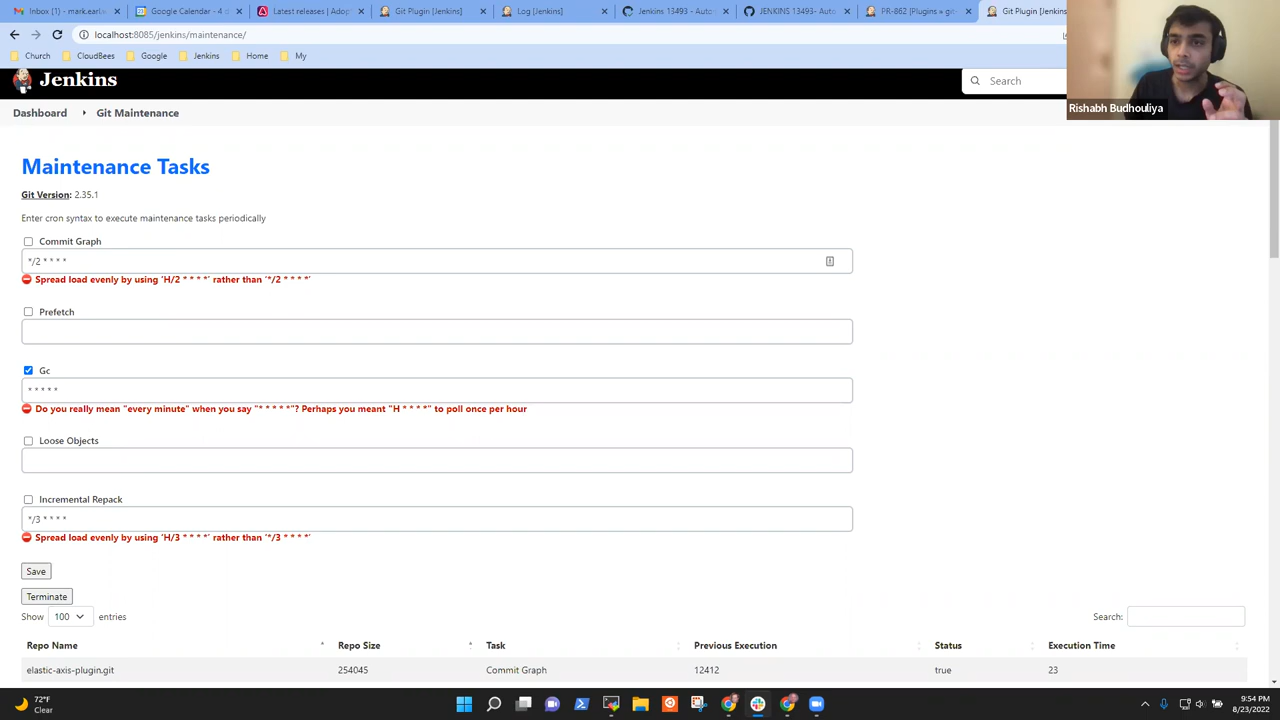 Inbox (1) - mark.earl
Google Calendar - 4 d
Latest releases | Adop
Git Plugin [Jenkins]
Log [Jenkins]
Jenkins 13493 - Autop
JENKINS 13493- Auto
PR-862 [Plugins » git
Git Plugin [Jenkins
localhost:8085/jenkins/maintenance/
Church
CloudBees
Google
Jenkins
Home
My
Jenkins
Search
Rishabh Budhouliya
Dashboard
Git Maintenance
Maintenance Tasks
Git Version: 2.35.1
Enter cron syntax to execute maintenance tasks periodically
Commit Graph
*/2 * * * *
Spread load evenly by using ‘H/2 * * * *’ rather than ‘*/2 * * * *’
Prefetch
Gc
* * * * *
Do you really mean "every minute" when you say "* * * * *"? Perhaps you meant "H * * * *" to poll once per hour
Loose Objects
Incremental Repack
*/3 * * * *
Spread load evenly by using ‘H/3 * * * *’ rather than ‘*/3 * * * *’
Save
Terminate
Show 100 entries
Search:
Repo Name Repo Size Task Previous Execution Status Execution Time
elastic-axis-plugin.git 254045 Commit Graph 12412 true 23
72°F
Clear
9:54 PM
8/23/2022